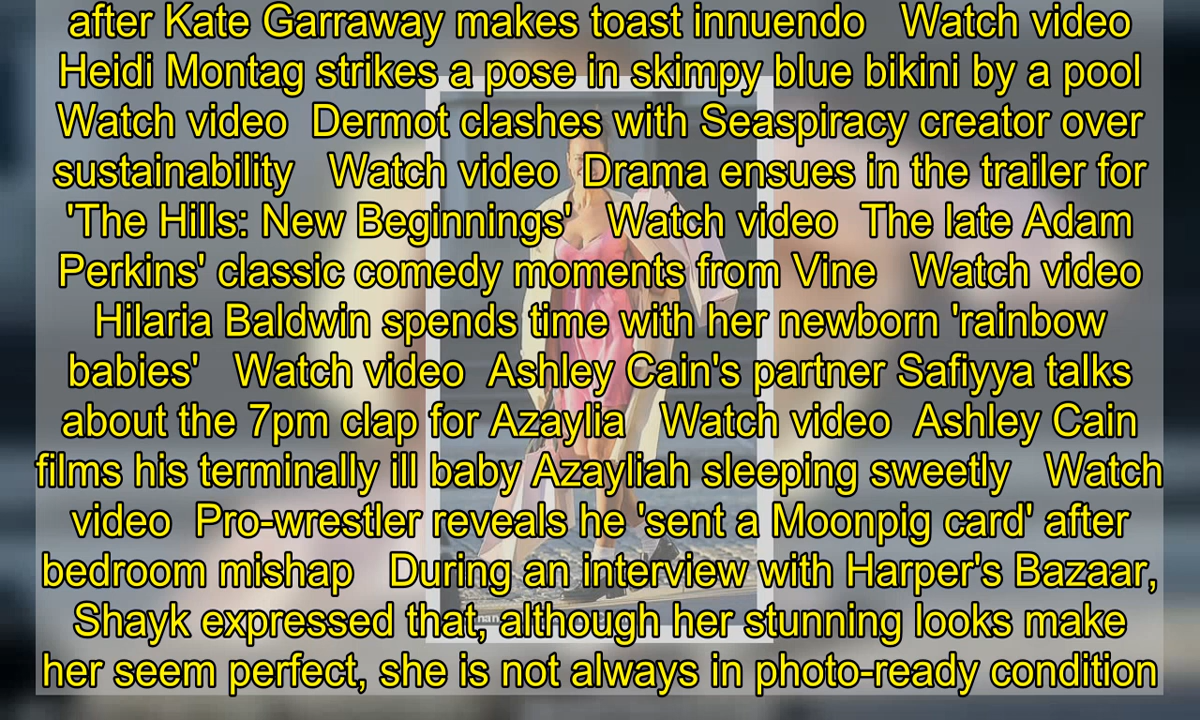 after Kate Garraway makes toast innuendo Watch video
Heidi Montag strikes a pose in skimpy blue bikini by a pool
Watch video Dermot clashes with Seaspiracy creator over
sustainability Watch video Drama ensues in the trailer for
'The Hills: New Beginnings' Watch video The late Adam
Perkins' classic comedy moments from Vine Watch video
Hilaria Baldwin spends time with her newborn 'rainbow
babies' Watch video Ashley Cain's partner Safiyya talks
about the 7pm clap for Azaylia Watch video Ashley Cain
films his terminally ill baby Azayliah sleeping sweetly Watch
video Pro-wrestler reveals he 'sent a Moonpig card' after
bedroom mishap During an interview with Harper's Bazaar,
Shayk expressed that, although her stunning looks make
her seem perfect, she is not always in photo-ready condition